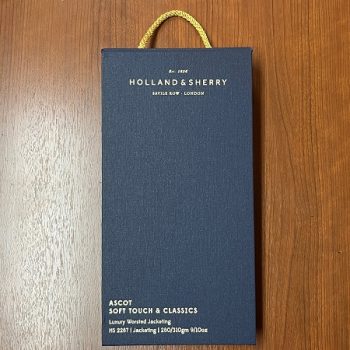 Est. 1836
HOLLAND & SHERRY
SAVILE ROW · LONDON
ASCOT
SOFT TOUCH & CLASSICS
Luxury Worsted Jacketing
HS 2287 | Jacketing | 280/310gm 9/10oz